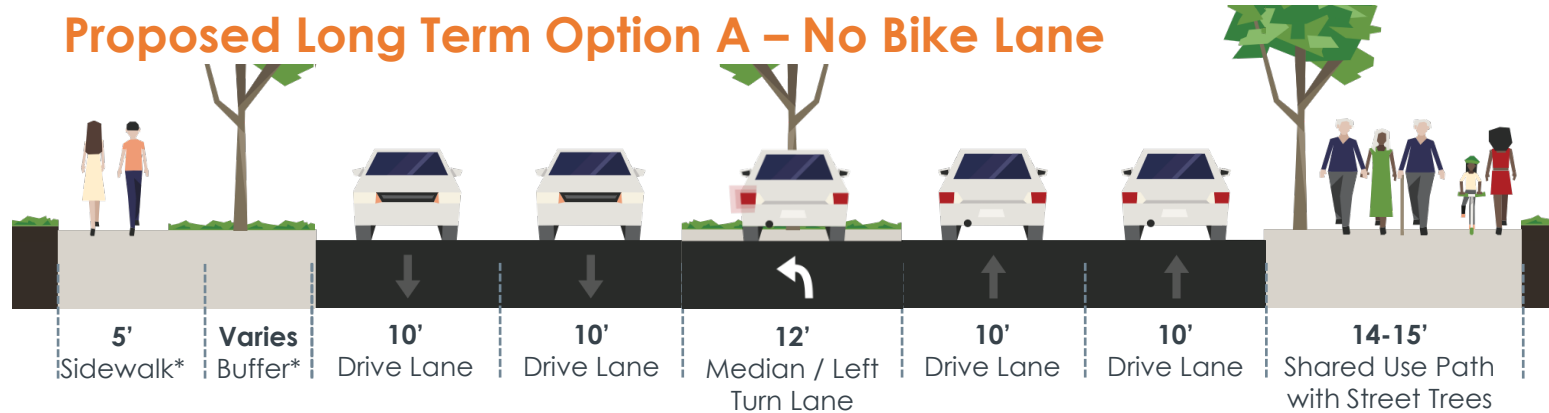 Proposed Long Term Option A – No Bike Lane
5’
Sidewalk*
Varies
Buffer*
10’
Drive Lane
10’
Drive Lane
12’
Median / Left
Turn Lane
10’
Drive Lane
10’
Drive Lane
14-15’
Shared Use Path
with Street Trees